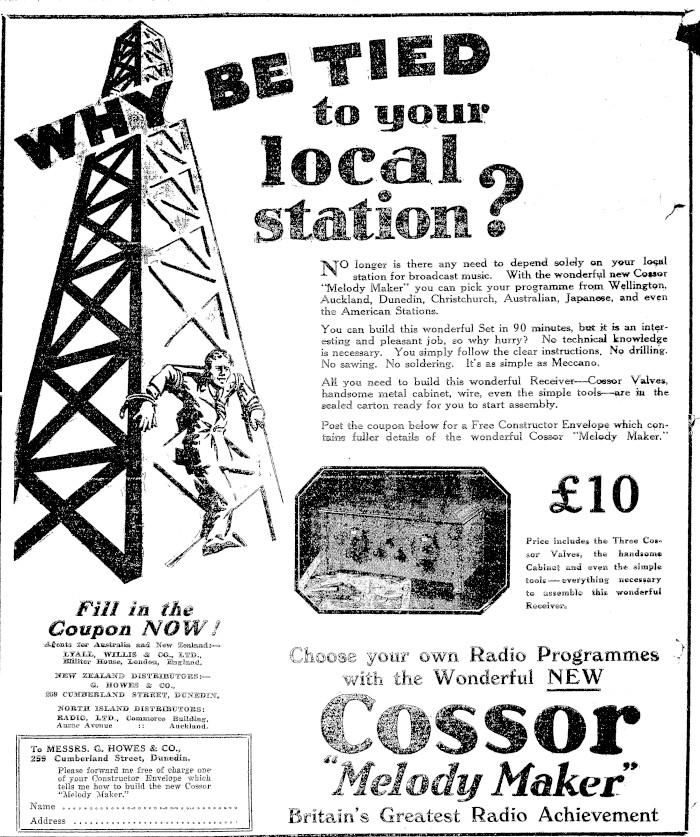 WHY BE TIED
to your
local
station?
NO longer is there any need to depend solely on your local
station for broadcast music. With the wonderful new Cossor
"Melody Maker" you can pick your programme from Wellington,
Auckland, Dunedin, Christchurch, Australian, Japanese, and even
the American Stations.
You can build this wonderful Set in 90 minutes, but it is an inter-
esting and pleasant job, so why hurry? No technical knowledge
is necessary. You simply follow the clear instructions. No drilling.
No sawing. No soldering. It's as simple as Meccano.
All you need to build this wonderful Receiver—Cossor Valves,
handsome metal cabinet, wire, even the simple tools—are in the
sealed carton ready for you to start assembly.
Post the coupon below for a Free Constructor Envelope which con-
tains fuller details of the wonderful Cossor "Melody Maker."
£10
Price includes the Three Cos-
sor Valves, the handsome
Cabinet and even the simple
tools—everything necessary
to assemble this wonderful
Receiver.
Fill in the
Coupon NOW!
Agents for Australia and New Zealand:—
LYALL, WILLIS & CO., LTD.,
House, London, England.
NEW ZEALAND DISTRIBUTORS:—
G. HOWES & CO.,
259 CUMBERLAND STREET, DUNEDIN.
NORTH ISLAND DISTRIBUTORS:
RADIO, LTD., Commerce Building,
Anzac Avenue :: Auckland.
To MESSRS. G. HOWES & CO.,
259 Cumberland Street, Dunedin.
Please forward me free of charge one
of your Constructor Envelope which
tells me how to build the new Cossor
"Melody Maker."
Name
Address
Choose your own Radio Programmes
with the Wonderful NEW
Cossor
"Melody Maker"
Britain's Greatest Radio Achievement